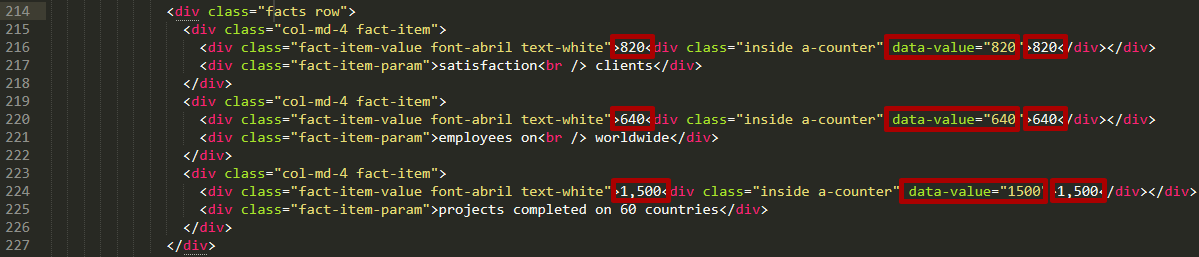 214 <div class="facts row">
215 <div class="col-md-4 fact-item">
216 <div class="fact-item-value font-abril text-white">820<div class="inside a-counter" data-value="820">820</div></div>
217 <div class="fact-item-param">satisfaction<br /> clients</div>
218 </div>
219 <div class="col-md-4 fact-item">
220 <div class="fact-item-value font-abril text-white">640<div class="inside a-counter" data-value="640">640</div></div>
221 <div class="fact-item-param">employees on<br /> worldwide</div>
222 </div>
223 <div class="col-md-4 fact-item">
224 <div class="fact-item-value font-abril text-white">1,500<div class="inside a-counter" data-value="1500">1,500</div></div>
225 <div class="fact-item-param">projects completed on 60 countries</div>
226 </div>
227 </div>